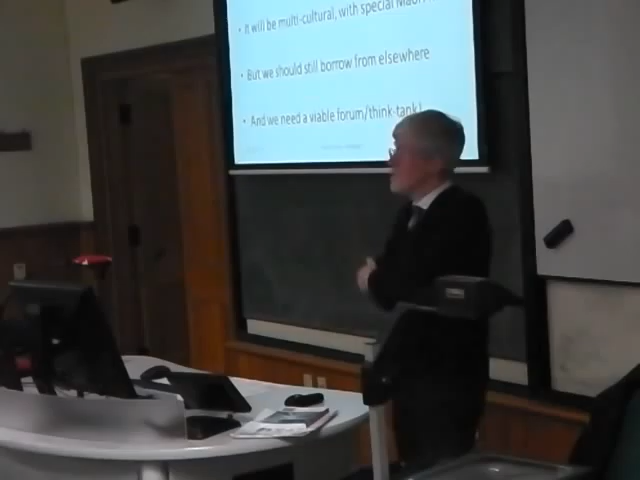 • it will be multi-cultural, with special Maori
• But we should still borrow from elsewhere
• And we need a viable forum/think-tank!